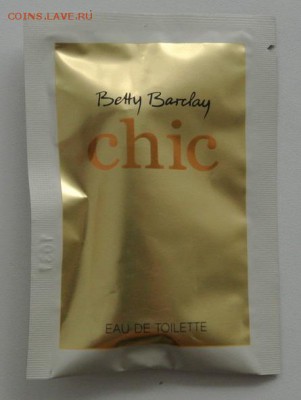 COINS.LAVE.RU
Betty Barclay
chic
EAU DE TOILETTE